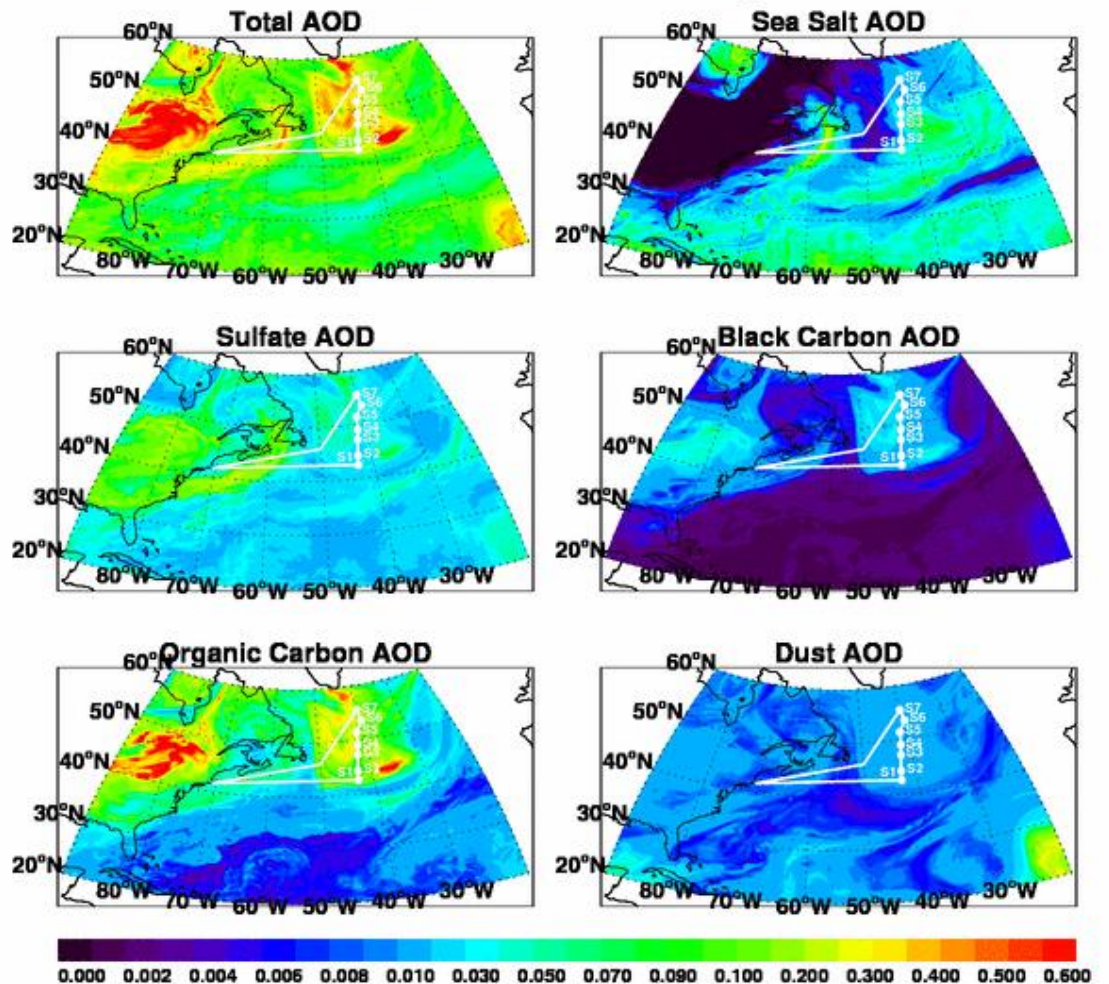 Total AOD
60°N
50°N
40°N
30°N
20°N
80°W
70°W
60°W
50°W
40°W
30°W
S7
S6
S5
S1
S2
Sea Salt AOD
60°N
50°N
40°N
30°N
20°N
80°W
70°W
60°W
50°W
40°W
30°W
S7
S6
S5
S1
S2
Sulfate AOD
60°N
50°N
40°N
30°N
20°N
80°W
70°W
60°W
50°W
40°W
30°W
S7
S6
S5
S4
S3
S1
S2
Black Carbon AOD
60°N
50°N
40°N
30°N
20°N
80°W
70°W
60°W
50°W
40°W
30°W
S7
S6
S5
S4
S3
S1
S2
Organic Carbon AOD
60°N
50°N
40°N
30°N
20°N
80°W
70°W
60°W
50°W
40°W
30°W
S7
S6
S5
S1
S2
Dust AOD
60°N
50°N
40°N
30°N
20°N
80°W
70°W
60°W
50°W
40°W
30°W
S7
S6
S5
S1
S2
0.000 0.002 0.004 0.006 0.008 0.010 0.030 0.050 0.070 0.090 0.100 0.200 0.300 0.400 0.500 0.600